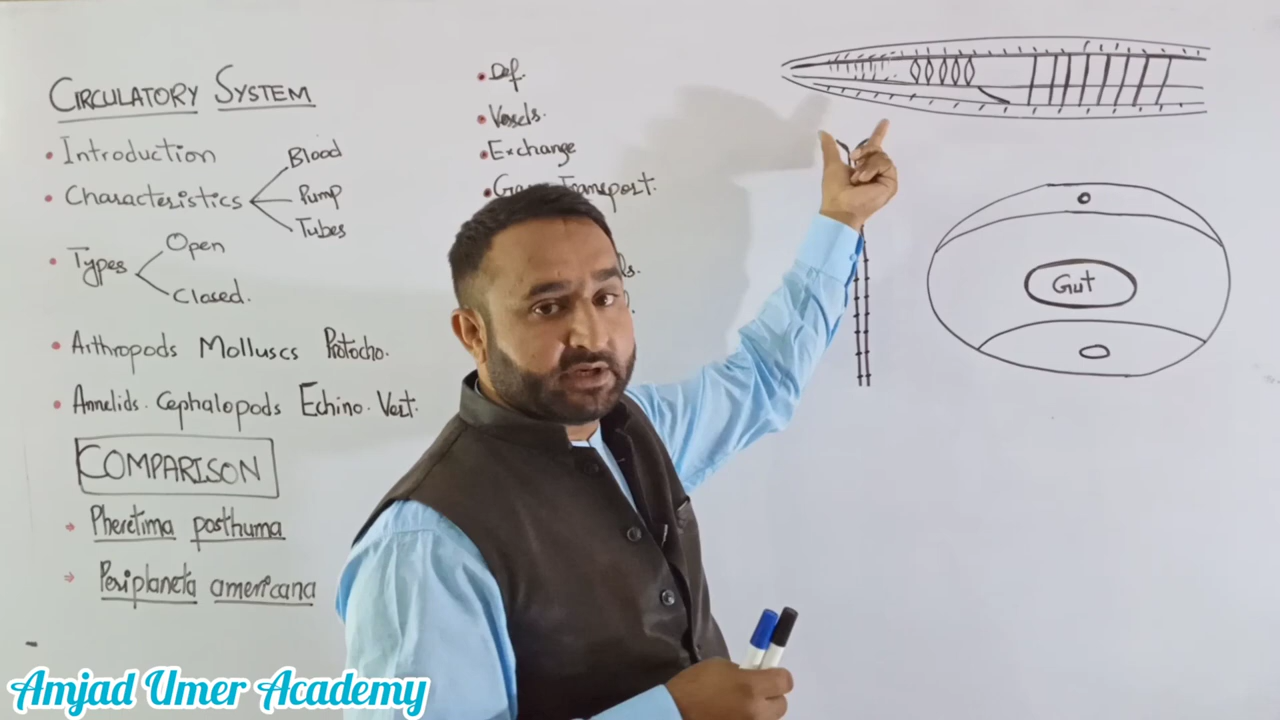 CIRCULATORY SYSTEM
• Introduction
• Characteristics
Blood
Pump
Tubes
• Types
Open
Closed.
• Arthropods Molluscs Protocho.
• Annelids. Cephalopods Echino. Vert.
COMPARISON
Pheretima posthuma
Periplaneta americana
• Def.
• Vessels.
• Exchange
• Transport.
Gut
Amjad Umer Academy